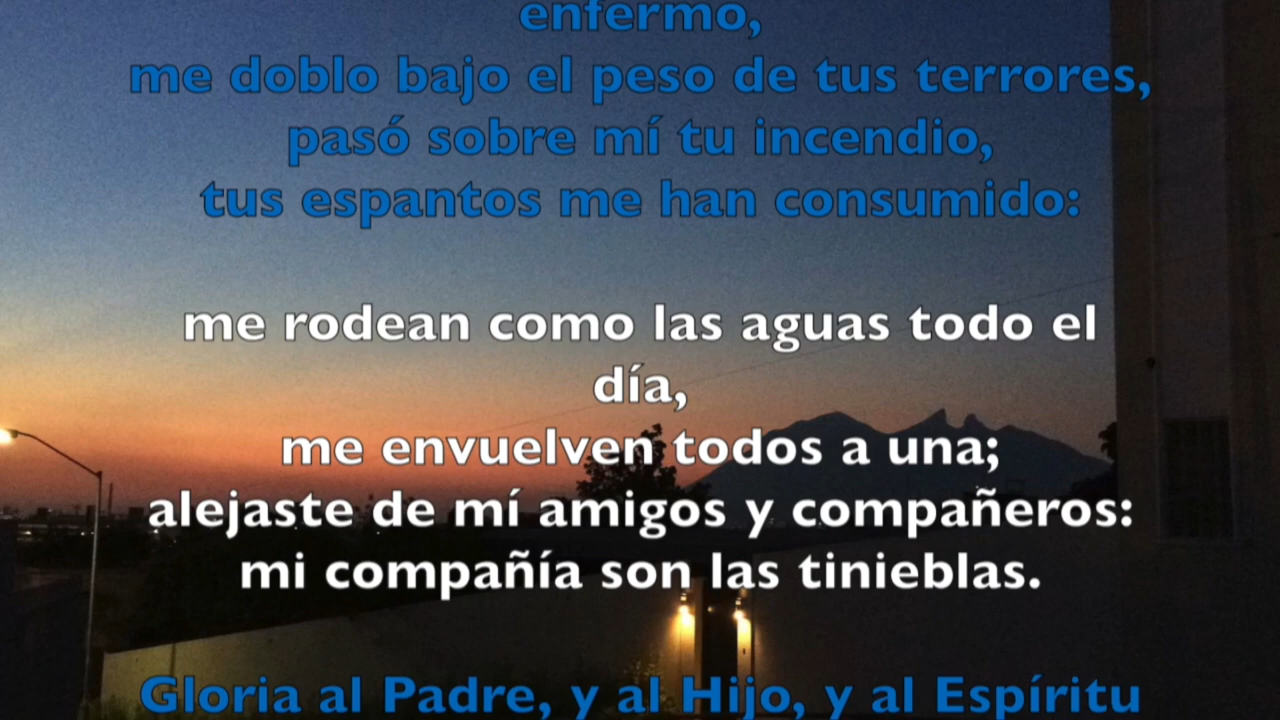 enfermo,
me doblo bajo el peso de tus terrores,
pasó sobre mí tu incendio,
tus espantos me han consumido:
me rodean como las aguas todo el
día,
me envuelven todos a una;
alejaste de mí amigos y compañeros:
mi compañía son las tinieblas.
Gloria al Padre, y al Hijo, y al Espíritu